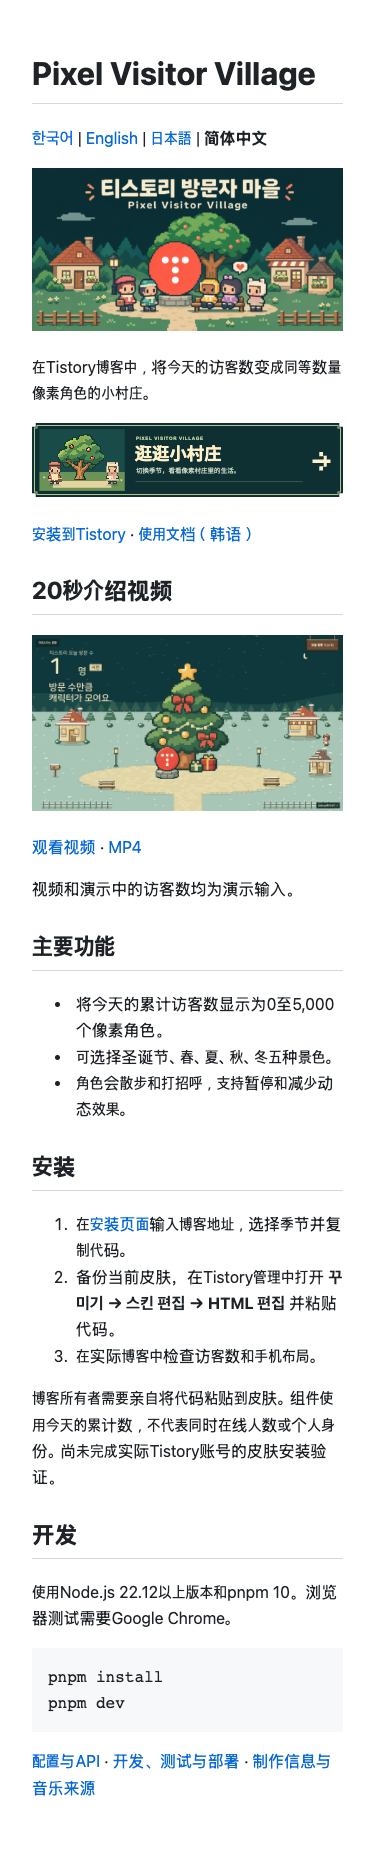 Pixel Visitor Village
한국어 | English | 日本語 | 简体中文
티스토리 방문자 마을
Pixel Visitor Village
在Tistory博客中，将今天的访客数变成同等数量
像素角色的小村庄。
PIXEL VISITOR VILLAGE
逛逛小村庄
切换季节，看看像素村庄里的生活。
安装到Tistory · 使用文档（韩语）
20秒介绍视频
티스토리 오늘 방문 수
1 명
방문 수만큼
캐릭터가 모여요.
观看视频 · MP4
视频和演示中的访客数均为演示输入。
主要功能
• 将今天的累计访客数显示为0至5,000
个像素角色。
• 可选择圣诞节、春、夏、秋、冬五种景色。
• 角色会散步和打招呼，支持暂停和减少动
态效果。
安装
1. 在安装页面输入博客地址，选择季节并复
制代码。
2. 备份当前皮肤，在Tistory管理中打开 꾸
미기 → 스킨 편집 → HTML 편집 并粘贴
代码。
3. 在实际博客中检查访客数和手机布局。
博客所有者需要亲自将代码粘贴到皮肤。组件使
用今天的累计数，不代表同时在线人数或个人身
份。尚未完成实际Tistory账号的皮肤安装验
证。
开发
使用Node.js 22.12以上版本和pnpm 10。浏览
器测试需要Google Chrome。
pnpm install
pnpm dev
配置与API · 开发、测试与部署 · 制作信息与
音乐来源